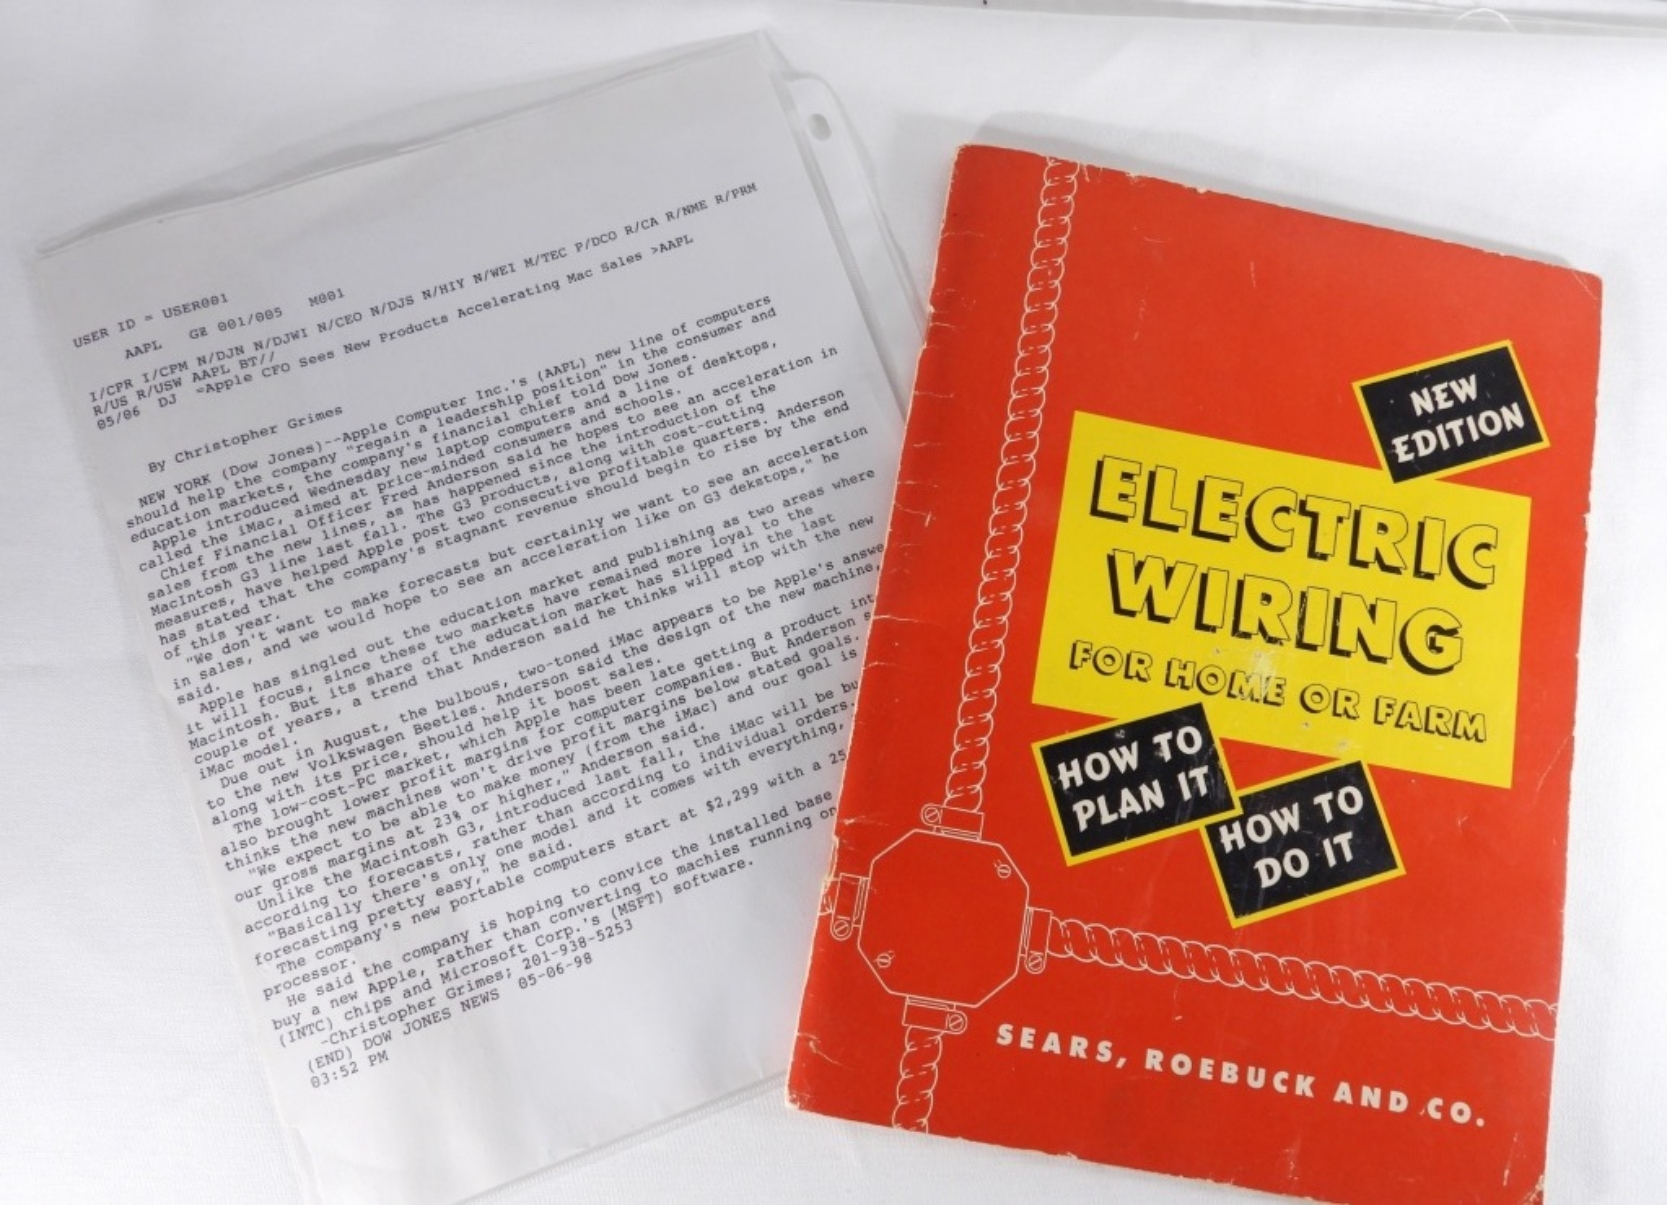 USER ID = USER001
AAPL GZ 001/005 M001
I/CPR I/CPM N/DJN N/DJWI N/CEO N/DJS N/HIY N/WEI M/TEC P/DCO R/CA R/NME R/PRM
R/US R/USW AAPL BT//
05/06 DJ =Apple CFO Sees New Products Accelerating Mac Sales >AAPL
By Christopher Grimes
NEW YORK (Dow Jones)--Apple Computer Inc.'s (AAPL) new line of computers
should help the company "regain a leadership position" in the consumer and
education markets, the company's financial chief told Dow Jones.
Apple introduced Wednesday new laptop computers and a line of desktops,
called the iMac, aimed at price-minded consumers and schools.
Chief Financial Officer Fred Anderson said he hopes to see an acceleration in
sales from the new lines, as has happened since the introduction of the
MacIntosh G3 line last fall. The G3 products, along with cost-cutting
measures, have helped Apple post two consecutive profitable quarters. Anderson
has stated that the company's stagnant revenue should begin to rise by the end
of this year.
"We don't want to make forecasts but certainly we want to see an acceleration
in sales, and we would hope to see an acceleration like on G3 dekstops," he
said.
Apple has singled out the education market and publishing as two areas where
it will focus, since these two markets have remained more loyal to the
Macintosh. But its share of the education market has slipped in the last
couple of years, a trend that Anderson said he thinks will stop with the new
iMac model.
Due out in August, the bulbous, two-toned iMac appears to be Apple's answe
to the new Volkswagen Beetles. Anderson said the design of the new machine,
along with its price, should help it boost sales.
The low-cost-PC market, which Apple has been late getting a product int
also brought lower profit margins for computer companies. But Anderson s
thinks the new machines won't drive profit margins below stated goals.
"We expect to be able to make money (from the iMac) and our goal is
our gross margins at 23% or higher," Anderson said.
Unlike the Macintosh G3, introduced last fall, the iMac will be bu
according to forecasts, rather than according to individual orders.
"Basically there's only one model and it comes with everything,
forecasting pretty easy," he said.
The company's new portable computers start at $2,299 with a 25
processor.
He said the company is hoping to convice the installed base
buy a new Apple, rather than converting to machies running on
(INTC) chips and Microsoft Corp.'s (MSFT) software.
-Christopher Grimes; 201-938-5253
(END) DOW JONES NEWS 05-06-98
03:52 PM
NEW
EDITION
ELECTRIC
WIRING
FOR HOME OR FARM
HOW TO
PLAN IT
HOW TO
DO IT
SEARS, ROEBUCK AND CO.